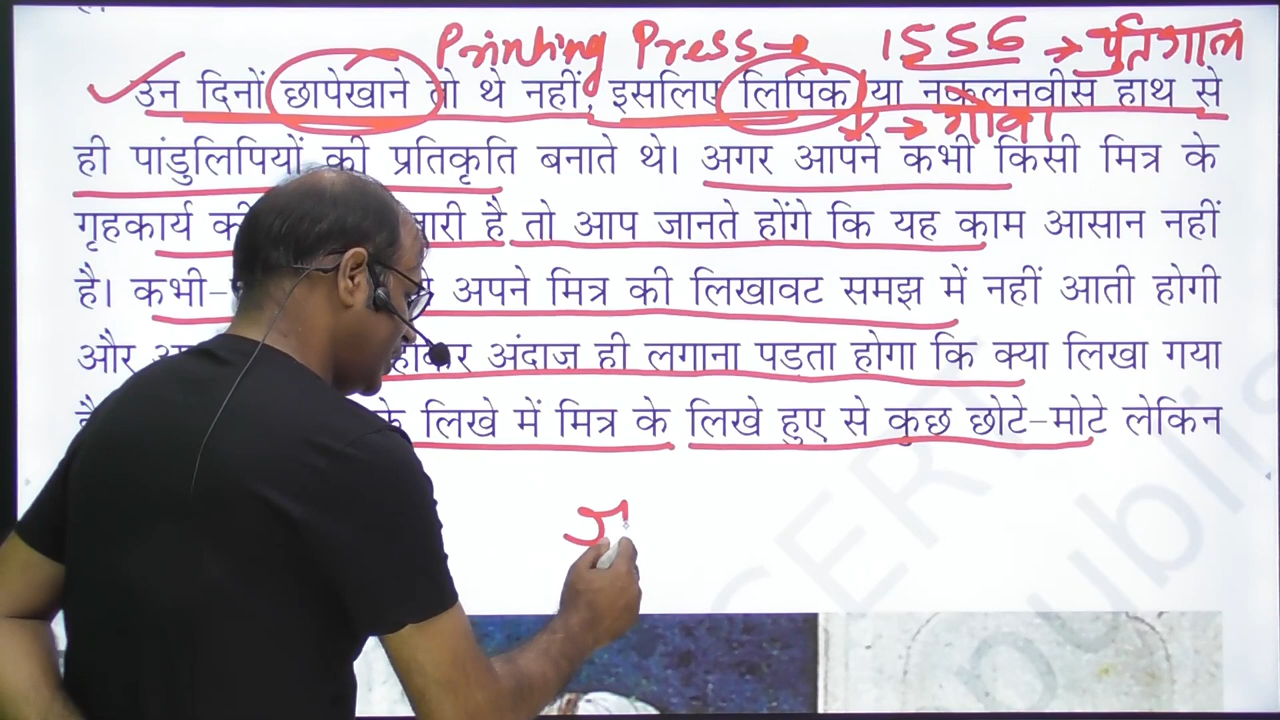 Printing Press → 1556 → पुर्तगाल
उन दिनों छापेखाने तो थे नहीं, इसलिए लिपिक या नकलनवीस हाथ से
→ गोवा
ही पांडुलिपियों की प्रतिकृति बनाते थे। अगर आपने कभी किसी मित्र के
गृहकार्य की है तो आप जानते होंगे कि यह काम आसान नहीं
है। कभी- अपने मित्र की लिखावट समझ में नहीं आती होगी
और होकर अंदाज़ ही लगाना पडता होगा कि क्या लिखा गया
के लिखे में मित्र के लिखे हुए से कुछ छोटे-मोटे लेकिन